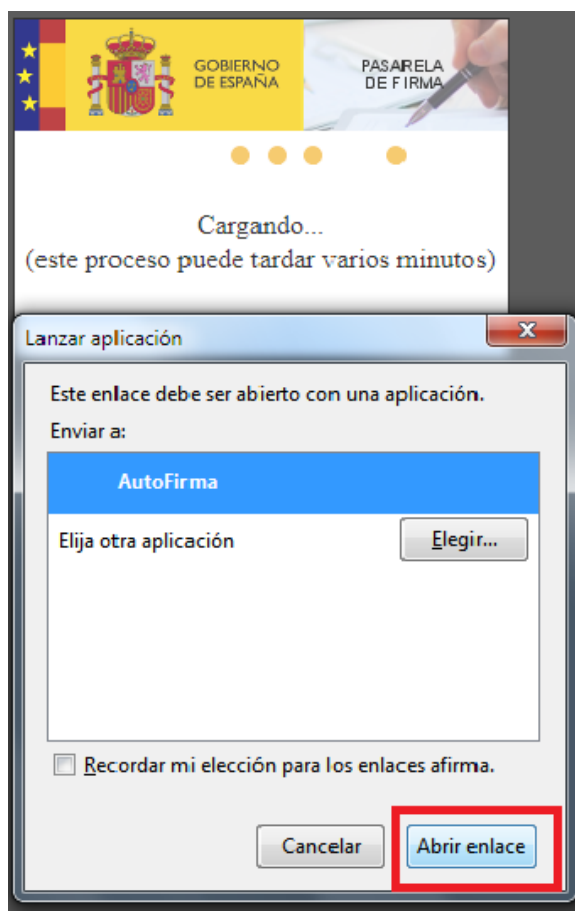 GOBIERNO
DE ESPAÑA
PASARELA
DE FIRMA
Cargando...
(este proceso puede tardar varios minutos)
Lanzar aplicación
Este enlace debe ser abierto con una aplicación.
Enviar a:
AutoFirma
Elija otra aplicación
Elegir...
Recordar mi elección para los enlaces afirma.
Cancelar
Abrir enlace